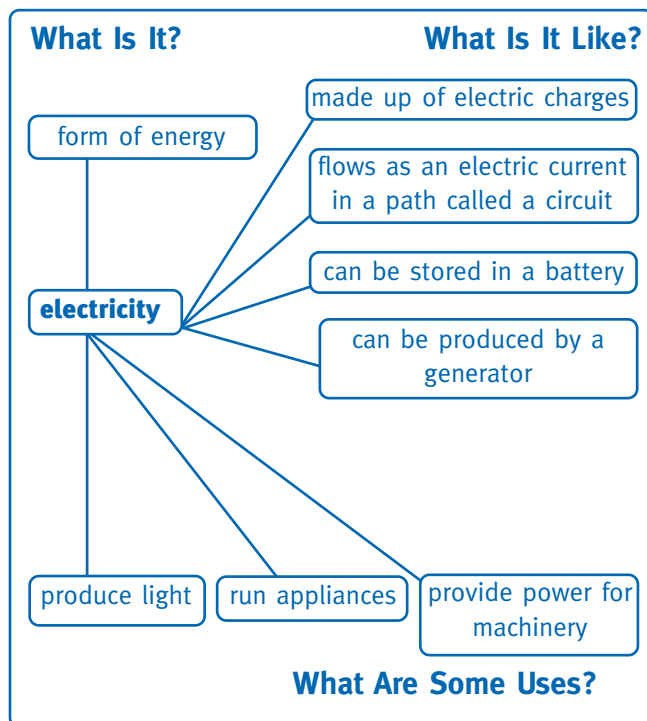 What Is It?
What Is It Like?
form of energy
made up of electric charges
flows as an electric current
in a path called a circuit
can be stored in a battery
can be produced by a
generator
electricity
produce light
run appliances
provide power for
machinery
What Are Some Uses?